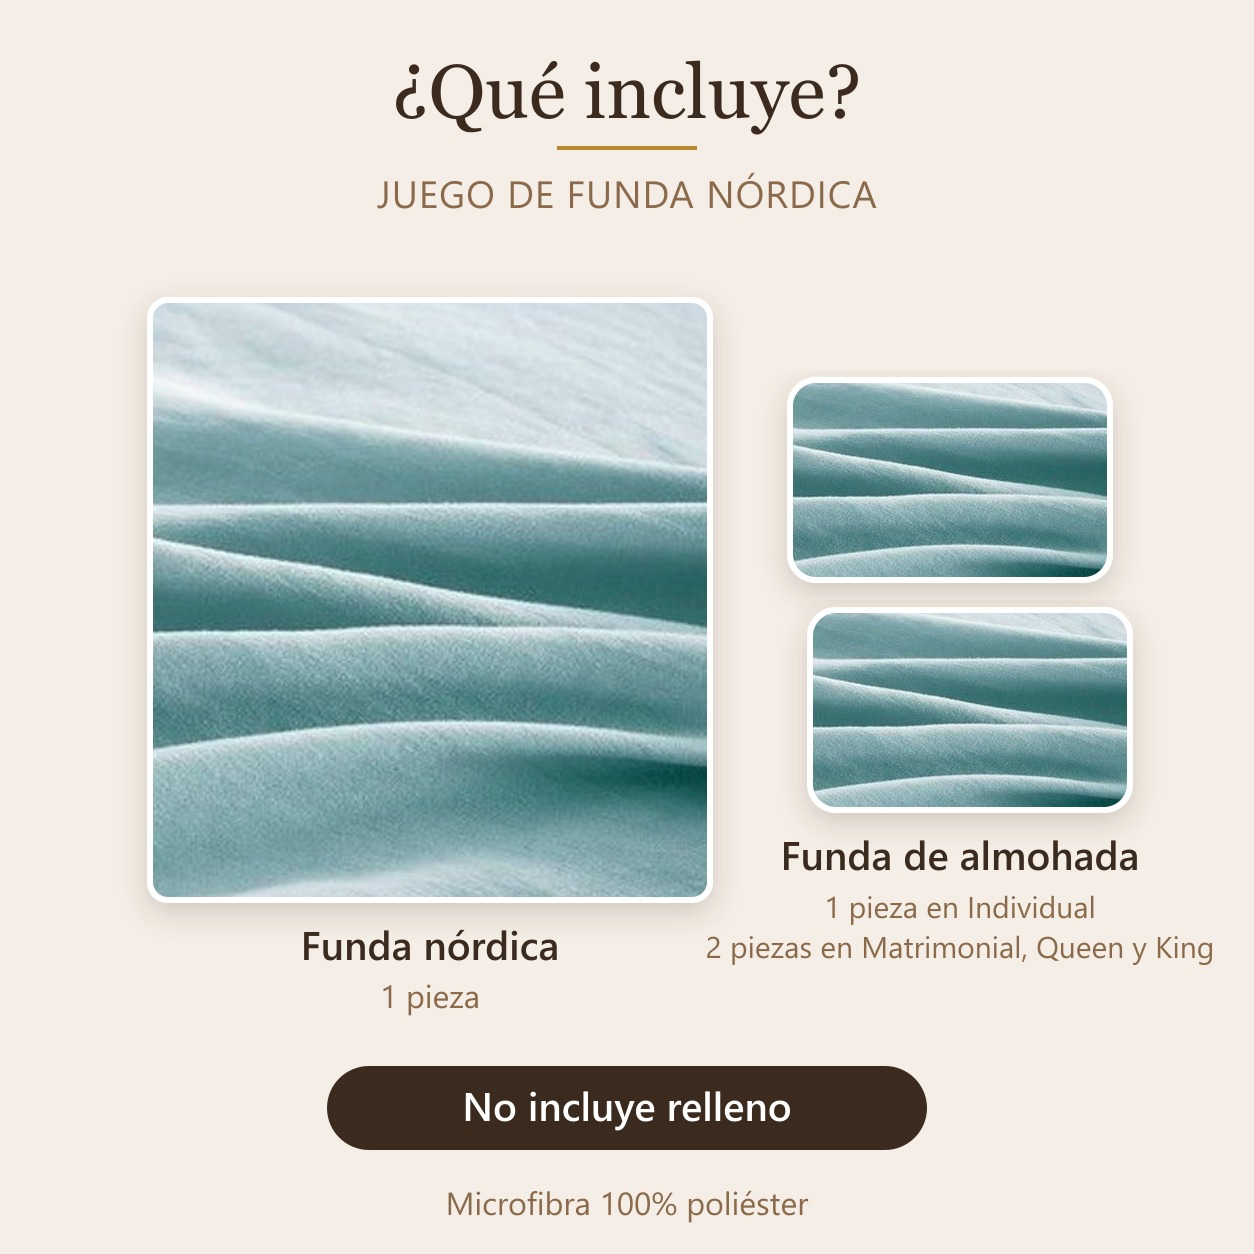 ¿Qué incluye?
JUEGO DE FUNDA NÓRDICA
Funda de almohada
1 pieza en Individual
2 piezas en Matrimonial, Queen y King
Funda nórdica
1 pieza
No incluye relleno
Microfibra 100% poliéster